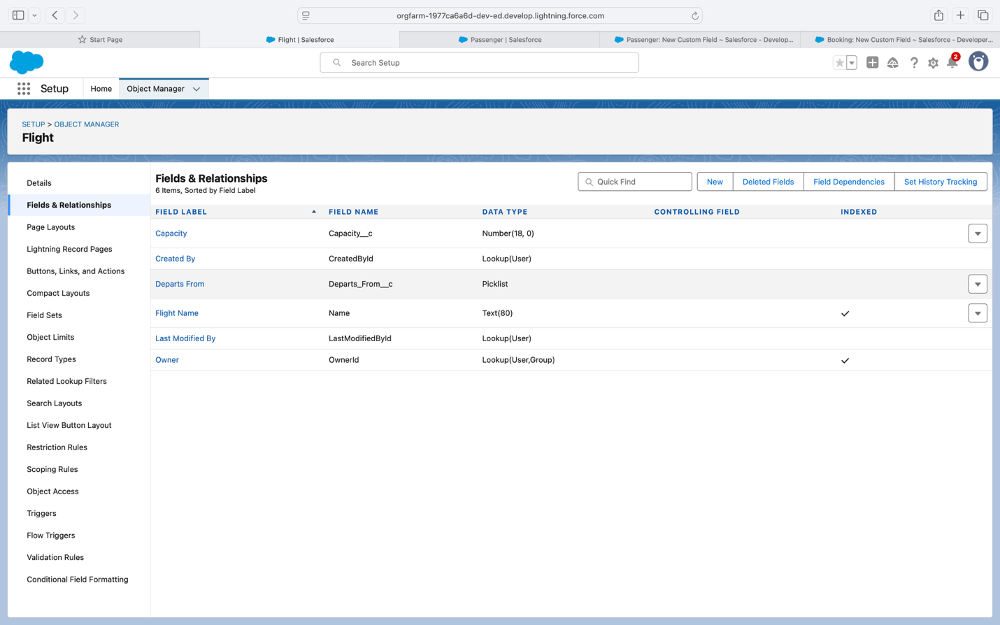 orgfarm-1977ca6a6d-dev-ed.develop.lightning.force.com
Start Page
Flight | Salesforce
Passenger | Salesforce
Passenger: New Custom Field ~ Salesforce - Develop...
Booking: New Custom Field ~ Salesforce - Developer...
Search Setup
2
Setup
Home
Object Manager
SETUP > OBJECT MANAGER
Flight
Details
Fields & Relationships
Page Layouts
Lightning Record Pages
Buttons, Links, and Actions
Compact Layouts
Field Sets
Object Limits
Record Types
Related Lookup Filters
Search Layouts
List View Button Layout
Restriction Rules
Scoping Rules
Object Access
Triggers
Flow Triggers
Validation Rules
Conditional Field Formatting
Fields & Relationships
6 Items, Sorted by Field Label
Quick Find
New
Deleted Fields
Field Dependencies
Set History Tracking
FIELD LABEL FIELD NAME DATA TYPE CONTROLLING FIELD INDEXED
Capacity Capacity__c Number(18, 0)
Created By CreatedById Lookup(User)
Departs From Departs_From__c Picklist
Flight Name Name Text(80)
Last Modified By LastModifiedById Lookup(User)
Owner OwnerId Lookup(User,Group)